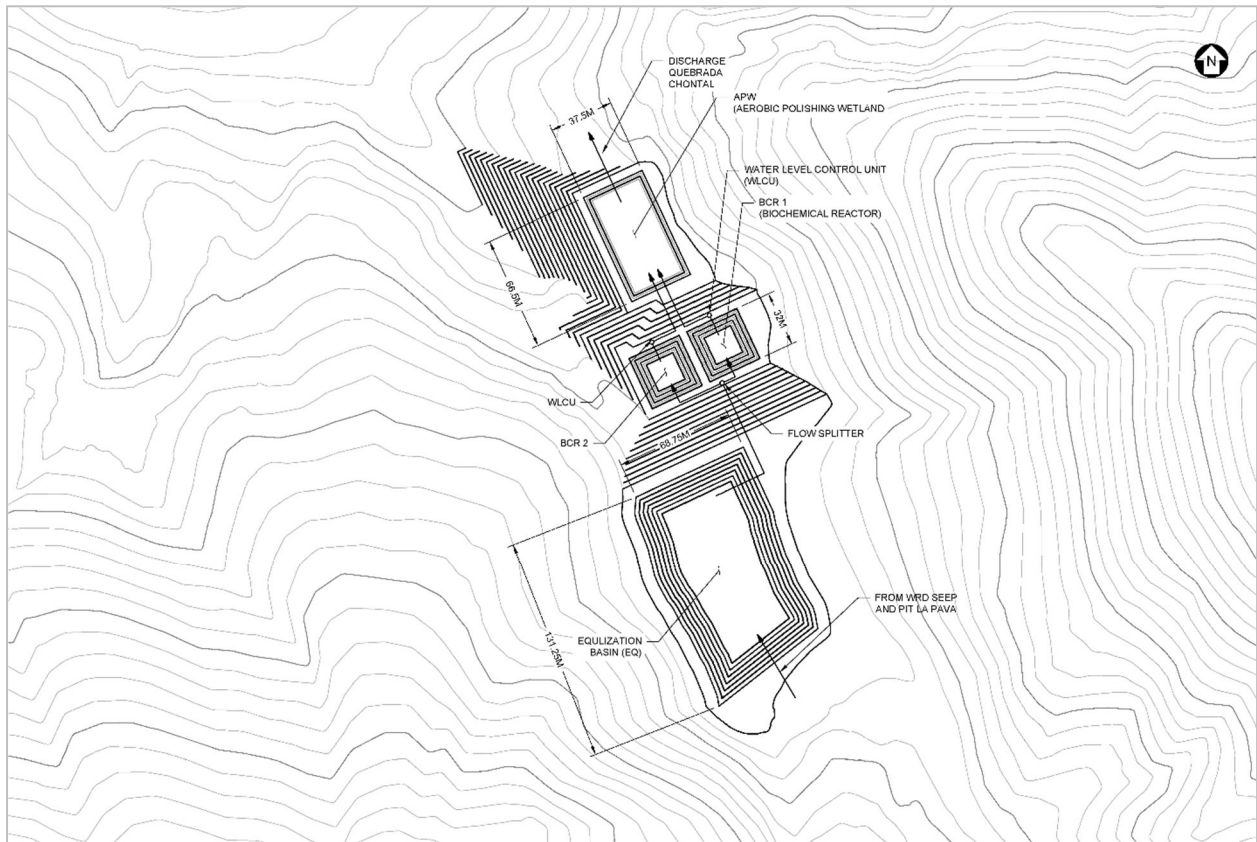 N
DISCHARGE
QUEBRADA
CHONTAL
APW
(AEROBIC POLISHING WETLAND
37.5M
WATER LEVEL CONTROL UNIT
(WLCU)
BCR 1
(BIOCHEMICAL REACTOR)
66.5M
32M
WLCU
BCR 2
FLOW SPLITTER
68.75M
FROM WRD SEEP
AND PIT LA PAVA
EQULIZATION
BASIN (EQ)
131.25M